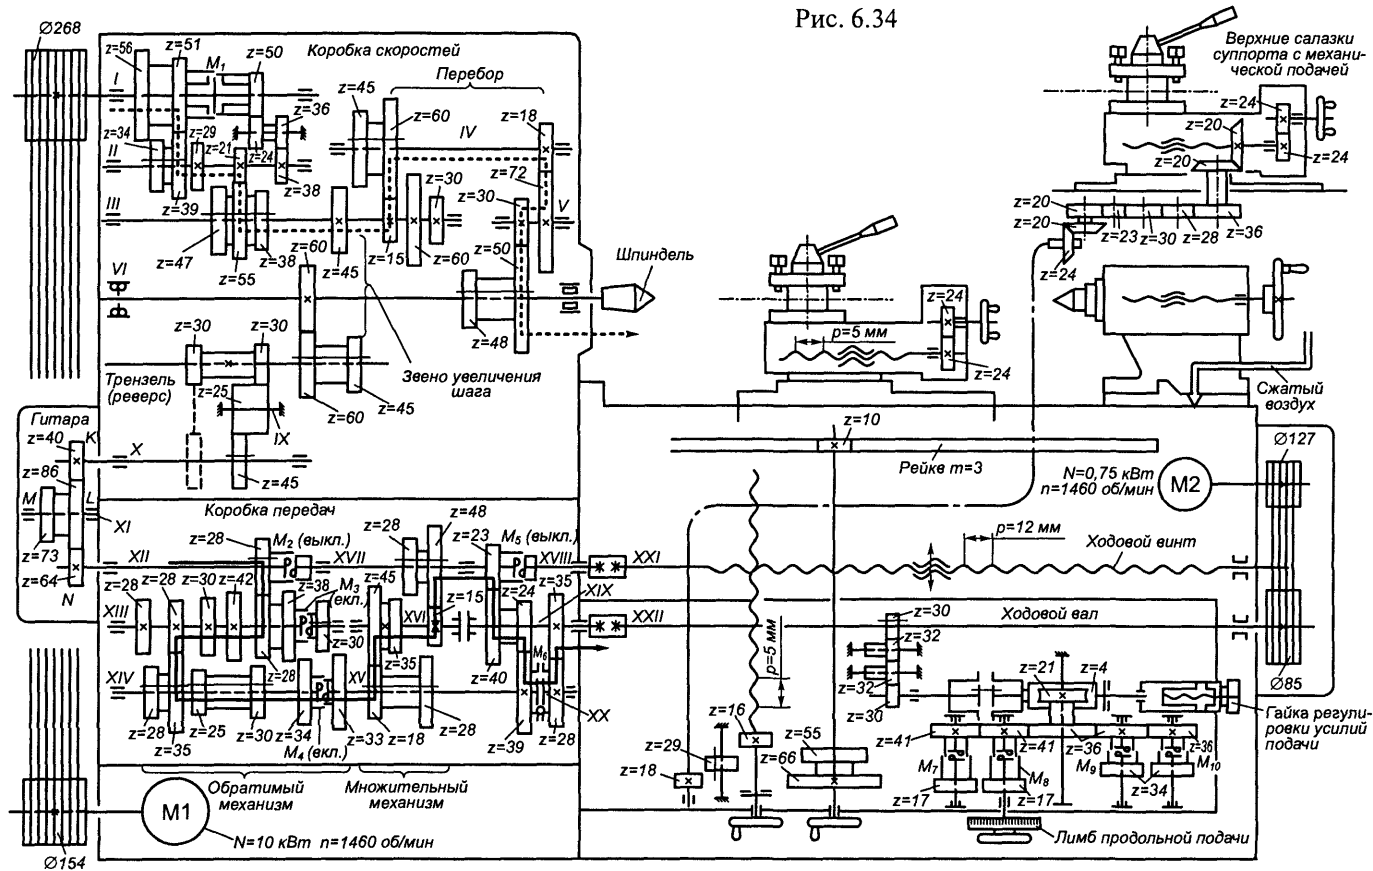 Рис. 6.34
Ø268
z=56
z=51
M1
z=50
Коробка скоростей
Перебор
Верхние салазки
суппорта с механи-
ческой подачей
I
z=36
z=45
z=60
IV
z=18
z=24
z=20
z=24
z=34
z=29
II
z=21
z=24
z=38
z=72
z=20
z=39
z=30
z=30
V
III
z=20
z=20
z=23
z=30
z=28
z=36
z=24
z=47
z=55
z=38
z=60
z=45
z=15
z=60
z=50
Шпиндель
VI
z=48
z=24
p=5 мм
z=24
z=30
z=30
Трензель
(реверс)
z=25
IX
z=60
z=45
Звено увеличения
шага
Сжатый
воздух
Гитара
z=40
K
X
z=45
z=10
Рейкв m=3
N=0,75 кВт
n=1460 об/мин
M2
Ø127
z=86
M
L
XI
z=73
z=64
N
Коробка передач
z=28
M2 (выкл.)
z=28
z=48
z=23
M5 (выкл.)
p=12 мм
Ходовой винт
XII
XVII
XVIII
XXI
z=28
z=28
z=30
z=42
z=38
M3
(вкл.)
z=45
z=15
z=24
z=35
XIX
XIII
z=30
XVI
z=35
z=40
M6
XXII
z=30
Ходовой вал
z=32
z=32
z=30
z=21
z=4
Ø85
XIV
z=28
XV
XX
z=28
z=35
z=25
z=30
z=34
M4 (вкл.)
z=33
z=18
z=28
z=39
z=28
p=5 мм
z=16
z=29
z=18
z=55
z=66
z=41
z=41
z=36
z=36
Гайка регули-
ровки усилий
подачи
M7
M8
M9
M10
z=17
z=17
z=34
Лимб продольной подачи
Обратимый
механизм
Множительный
механизм
M1
N=10 кВт n=1460 об/мин
Ø154